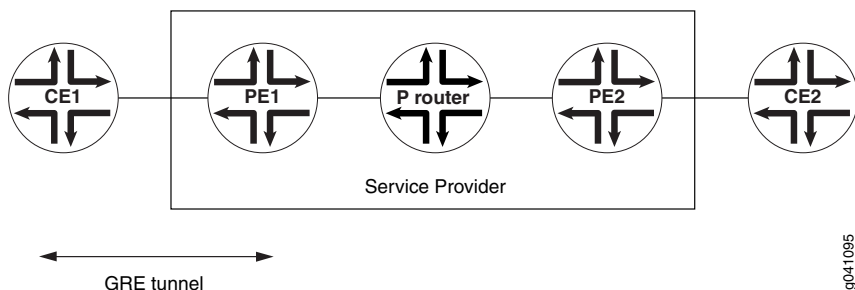 CE1
PE1
P router
PE2
CE2
Service Provider
GRE tunnel
g041095